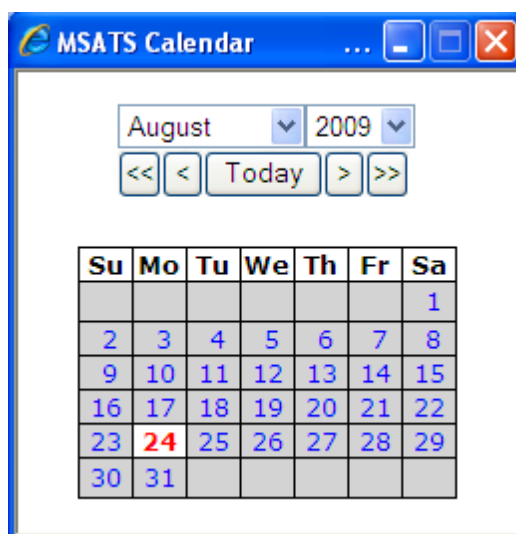 MSATS Calendar ...
August 2009
<< < Today > >>
Su Mo Tu We Th Fr Sa
1
2 3 4 5 6 7 8
9 10 11 12 13 14 15
16 17 18 19 20 21 22
23 24 25 26 27 28 29
30 31